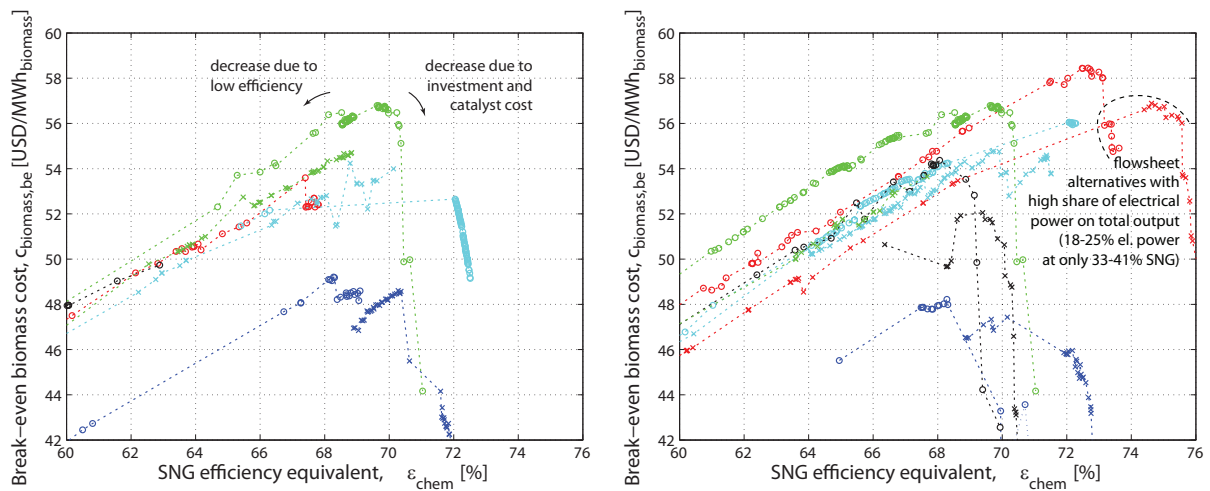 60
58
56
54
52
50
48
46
44
42
Break−even biomass cost, c_biomass,be [USD/MWh_biomass]
decrease due to
low efficiency
decrease due to
investment and
catalyst cost
60 62 64 66 68 70 72 74 76
SNG efficiency equivalent, ε_chem [%]
60
58
56
54
52
50
48
46
44
42
Break−even biomass cost, c_biomass,be [USD/MWh_biomass]
flowsheet
alternatives with
high share of electrical
power on total output
(18-25% el. power
at only 33-41% SNG)
60 62 64 66 68 70 72 74 76
SNG efficiency equivalent, ε_chem [%]